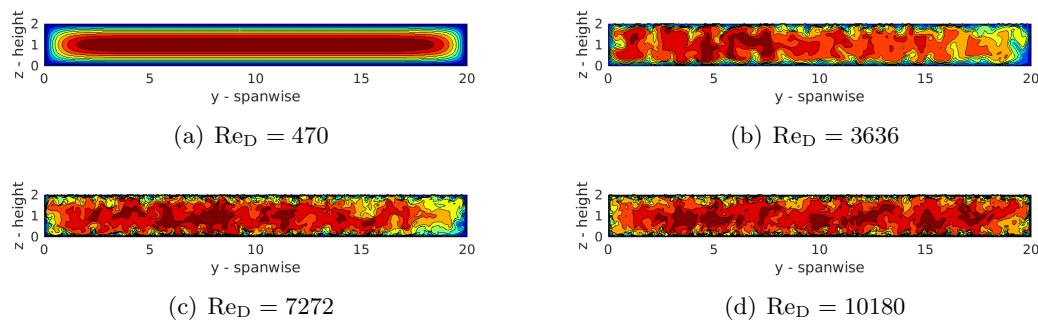 z - height
2
1
0
0 5 10 15 20
y - spanwise
(a) Re_D = 470
z - height
2
1
0
0 5 10 15 20
y - spanwise
(b) Re_D = 3636
z - height
2
1
0
0 5 10 15 20
y - spanwise
(c) Re_D = 7272
z - height
2
1
0
0 5 10 15 20
y - spanwise
(d) Re_D = 10180